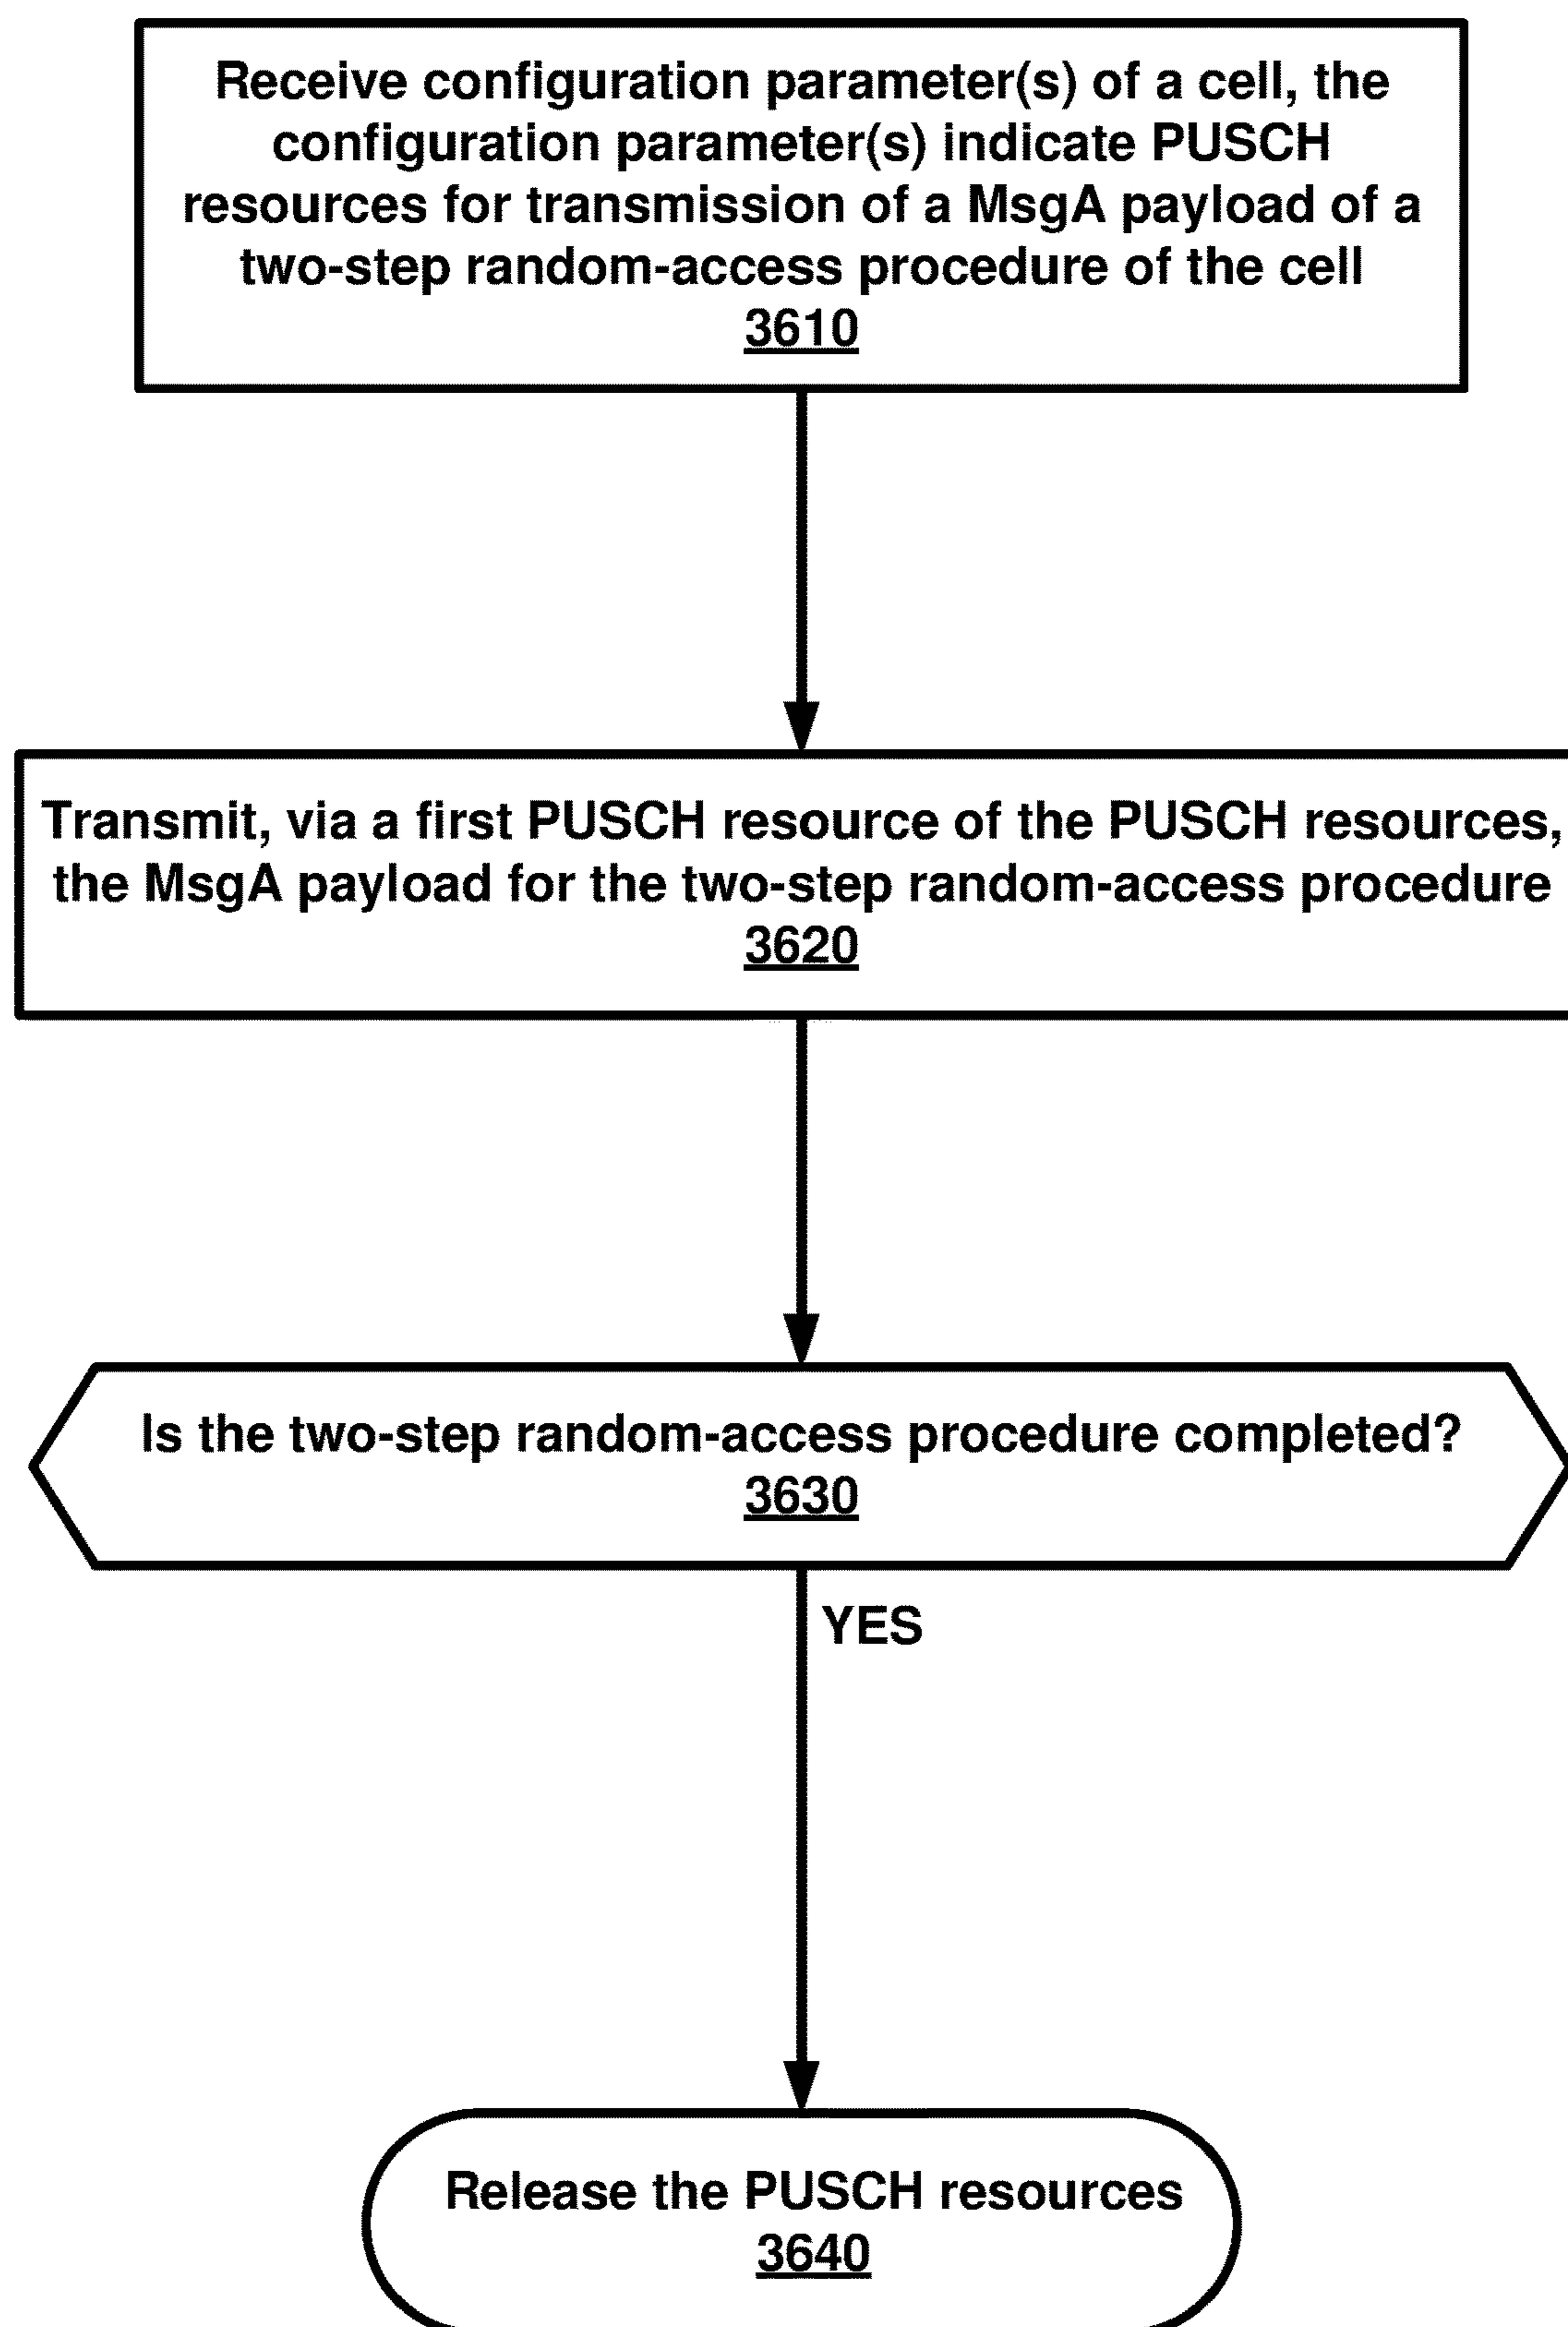 Receive configuration parameter(s) of a cell, the
configuration parameter(s) indicate PUSCH
resources for transmission of a MsgA payload of a
two-step random-access procedure of the cell
3610
Transmit, via a first PUSCH resource of the PUSCH resources,
the MsgA payload for the two-step random-access procedure
3620
Is the two-step random-access procedure completed?
3630
YES
Release the PUSCH resources
3640